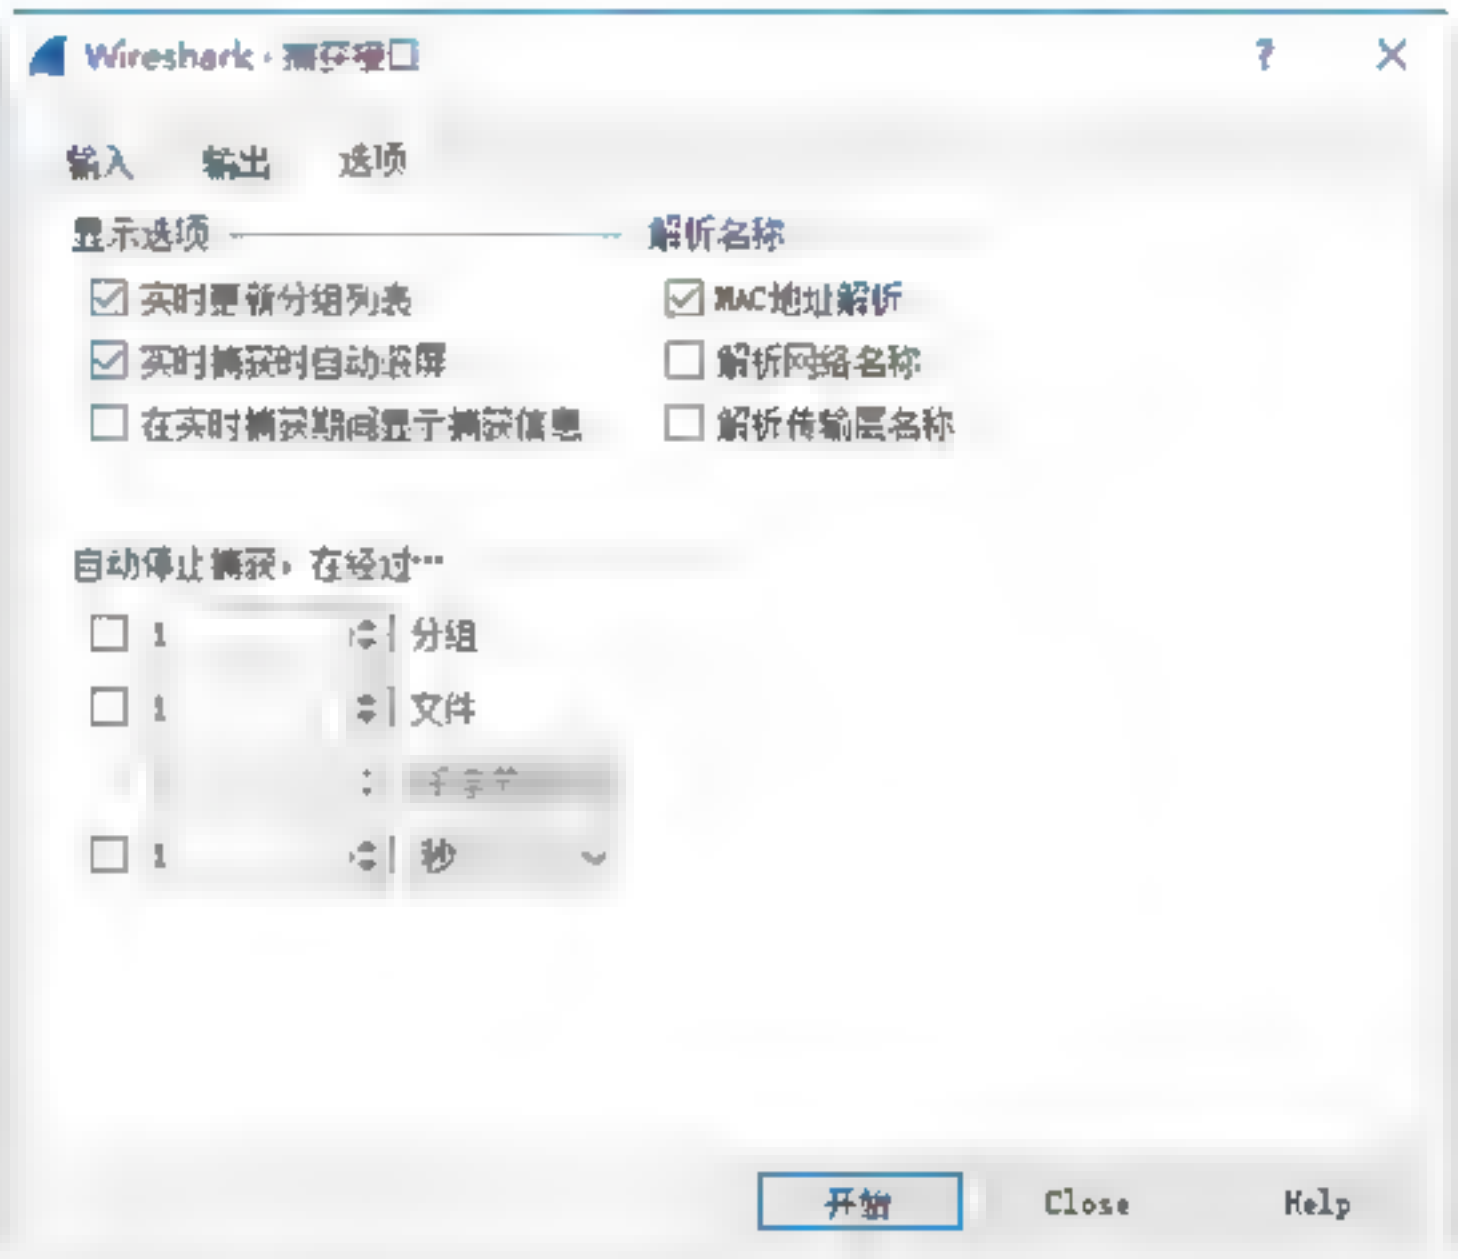 Wireshark · 捕获接口
输入 输出 选项
显示选项 解析名称
实时更新分组列表 MAC地址解析
实时捕获时自动滚屏 解析网络名称
在实时捕获期间显示捕获信息 解析传输层名称
自动停止捕获，在经过…
1 分组
1 文件
千字节
1 秒
开始 Close Help